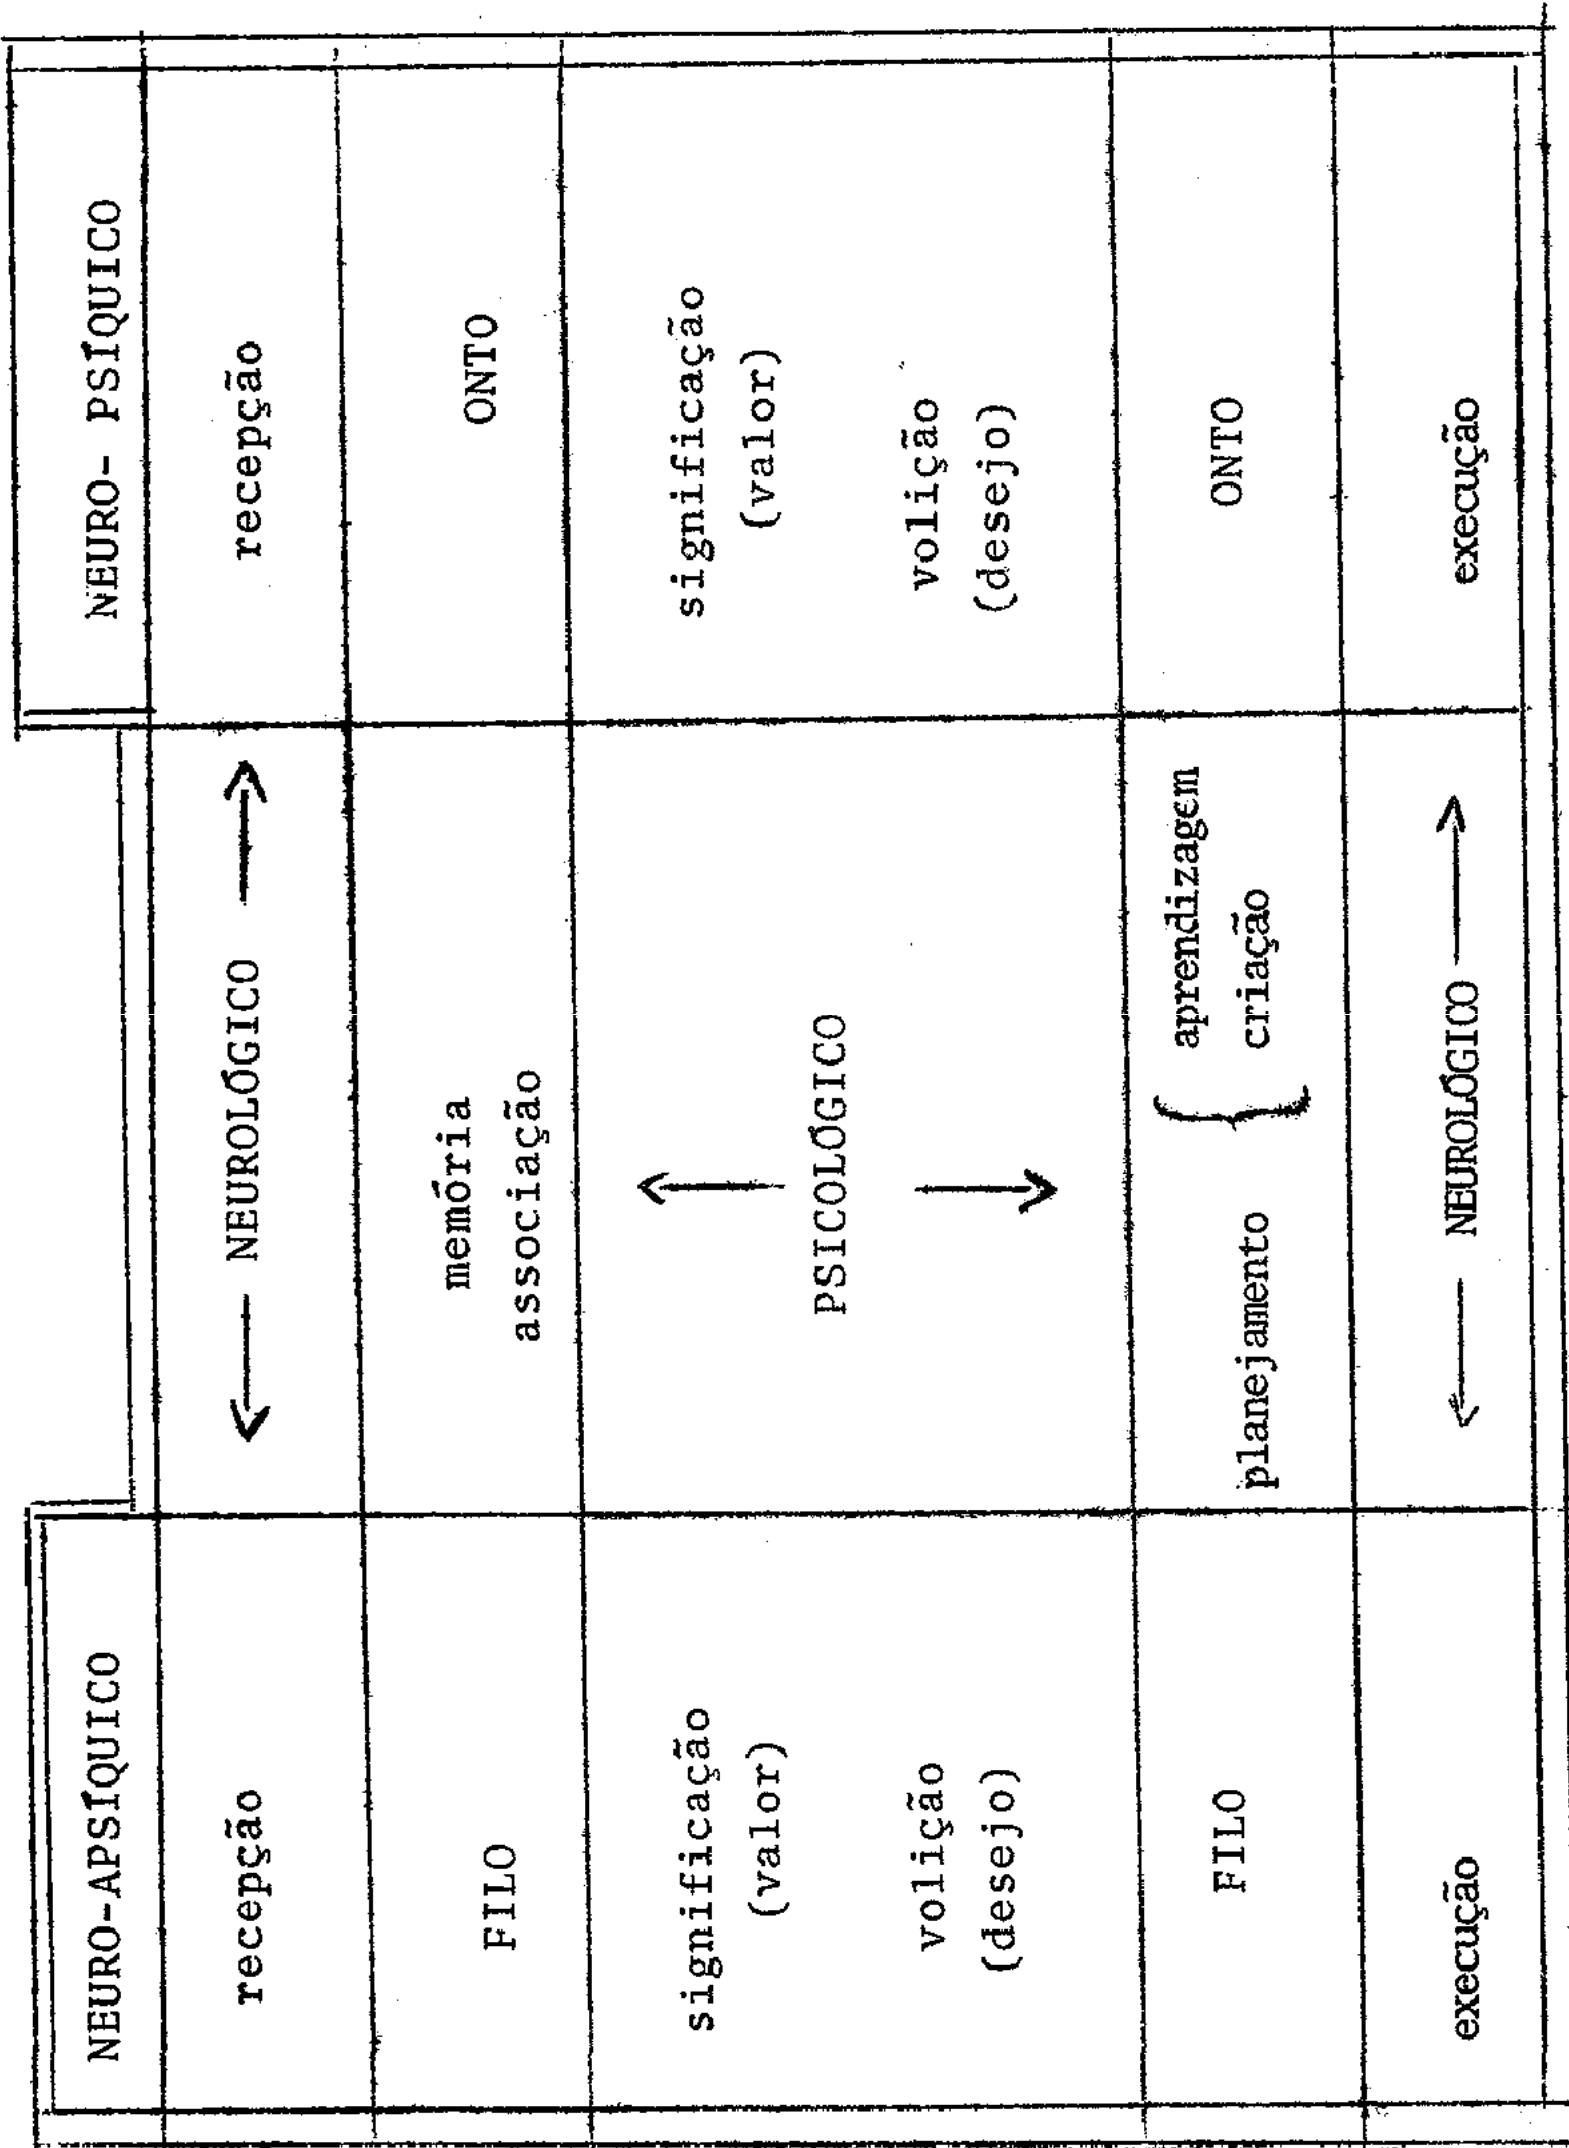 NEURO-APSÍQUICO
NEURO- PSÍQUICO
recepção
← NEUROLÓGICO →
recepção
FILO
memória
associação
ONTO
significação
(valor)
volição
(desejo)
PSICOLÓGICO
significação
(valor)
volição
(desejo)
FILO
planejamento { aprendizagem
criação
ONTO
execução
← NEUROLÓGICO →
execução